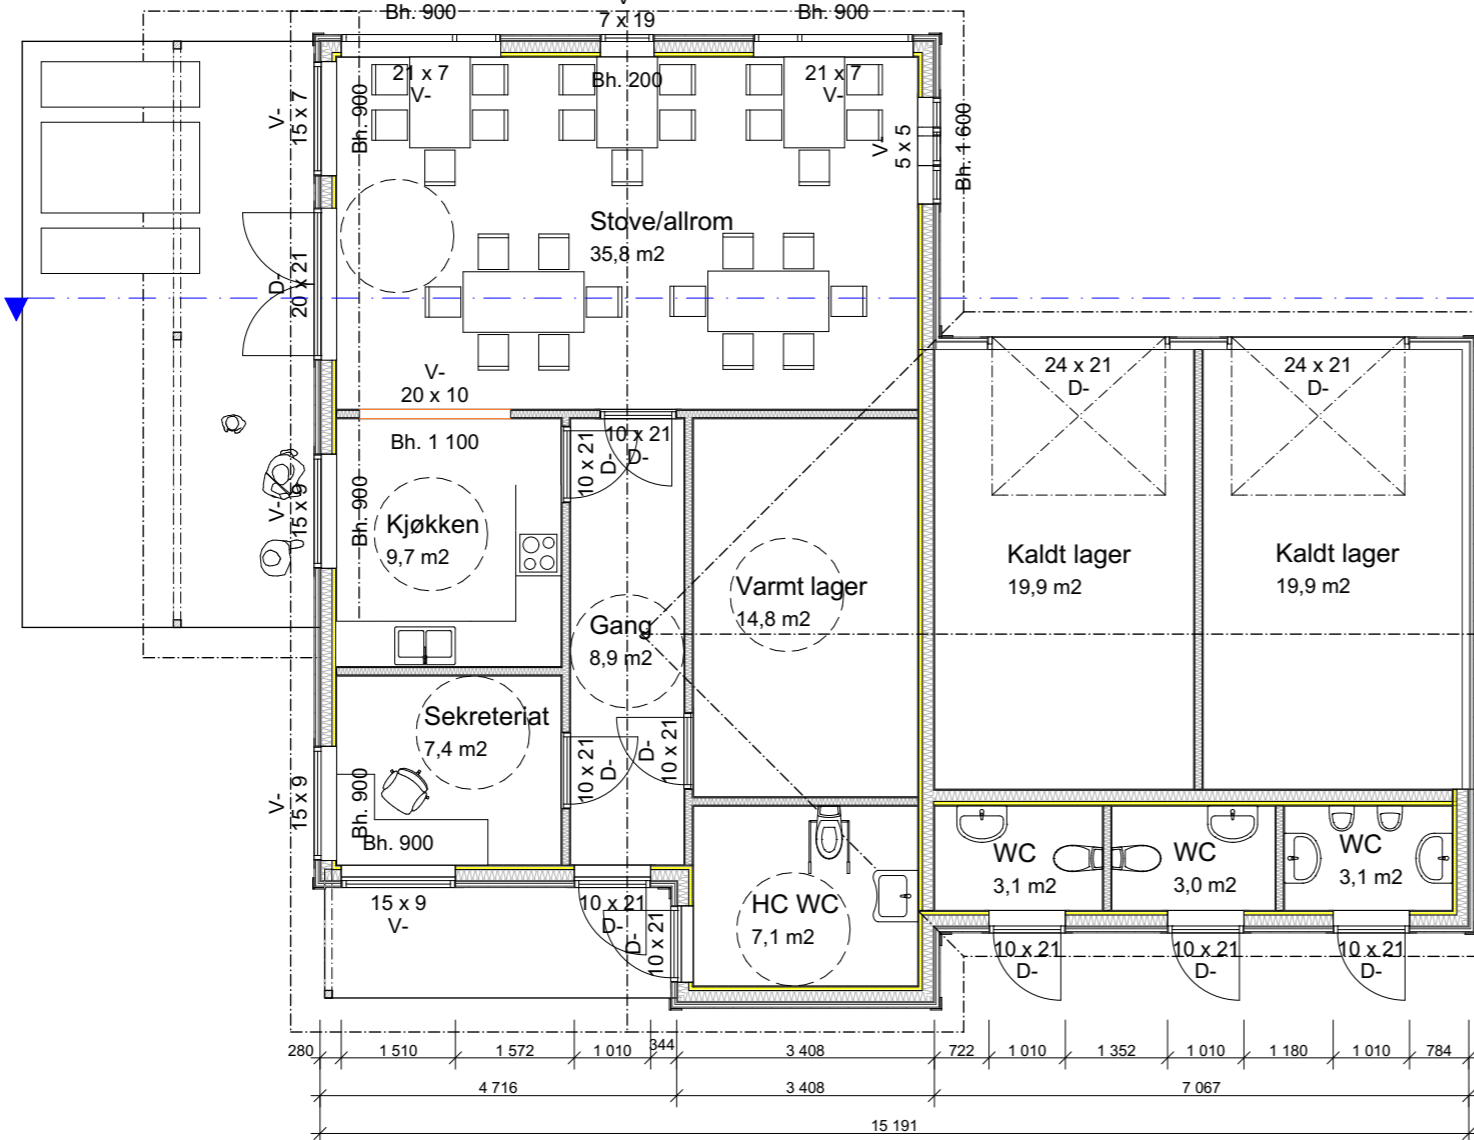 Bh. 900
V-
7 x 19
Bh. 900
21 x 7
V-
Bh. 200
21 x 7
V-
V-
15 x 7
Bh. 900
V-
5 x 5
Bh. 1 600
Stove/allrom
35,8 m2
D-
20 x 21
V-
20 x 10
Bh. 1 100
10 x 21
D-
10 x 21
D-
24 x 21
D-
24 x 21
D-
V-
15 x 9
Bh. 900
Kjøkken
9,7 m2
Gang
8,9 m2
Varmt lager
14,8 m2
Kaldt lager
19,9 m2
Kaldt lager
19,9 m2
Sekreteriat
7,4 m2
10 x 21
D-
D-
10 x 21
V-
15 x 9
Bh. 900
Bh. 900
WC
3,1 m2
WC
3,0 m2
WC
3,1 m2
15 x 9
V-
10 x 21
D-
D-
10 x 21
HC WC
7,1 m2
10 x 21
D-
10 x 21
D-
10 x 21
D-
280
1 510
1 572
1 010
344
3 408
722
1 010
1 352
1 010
1 180
1 010
784
4 716
3 408
7 067
15 191